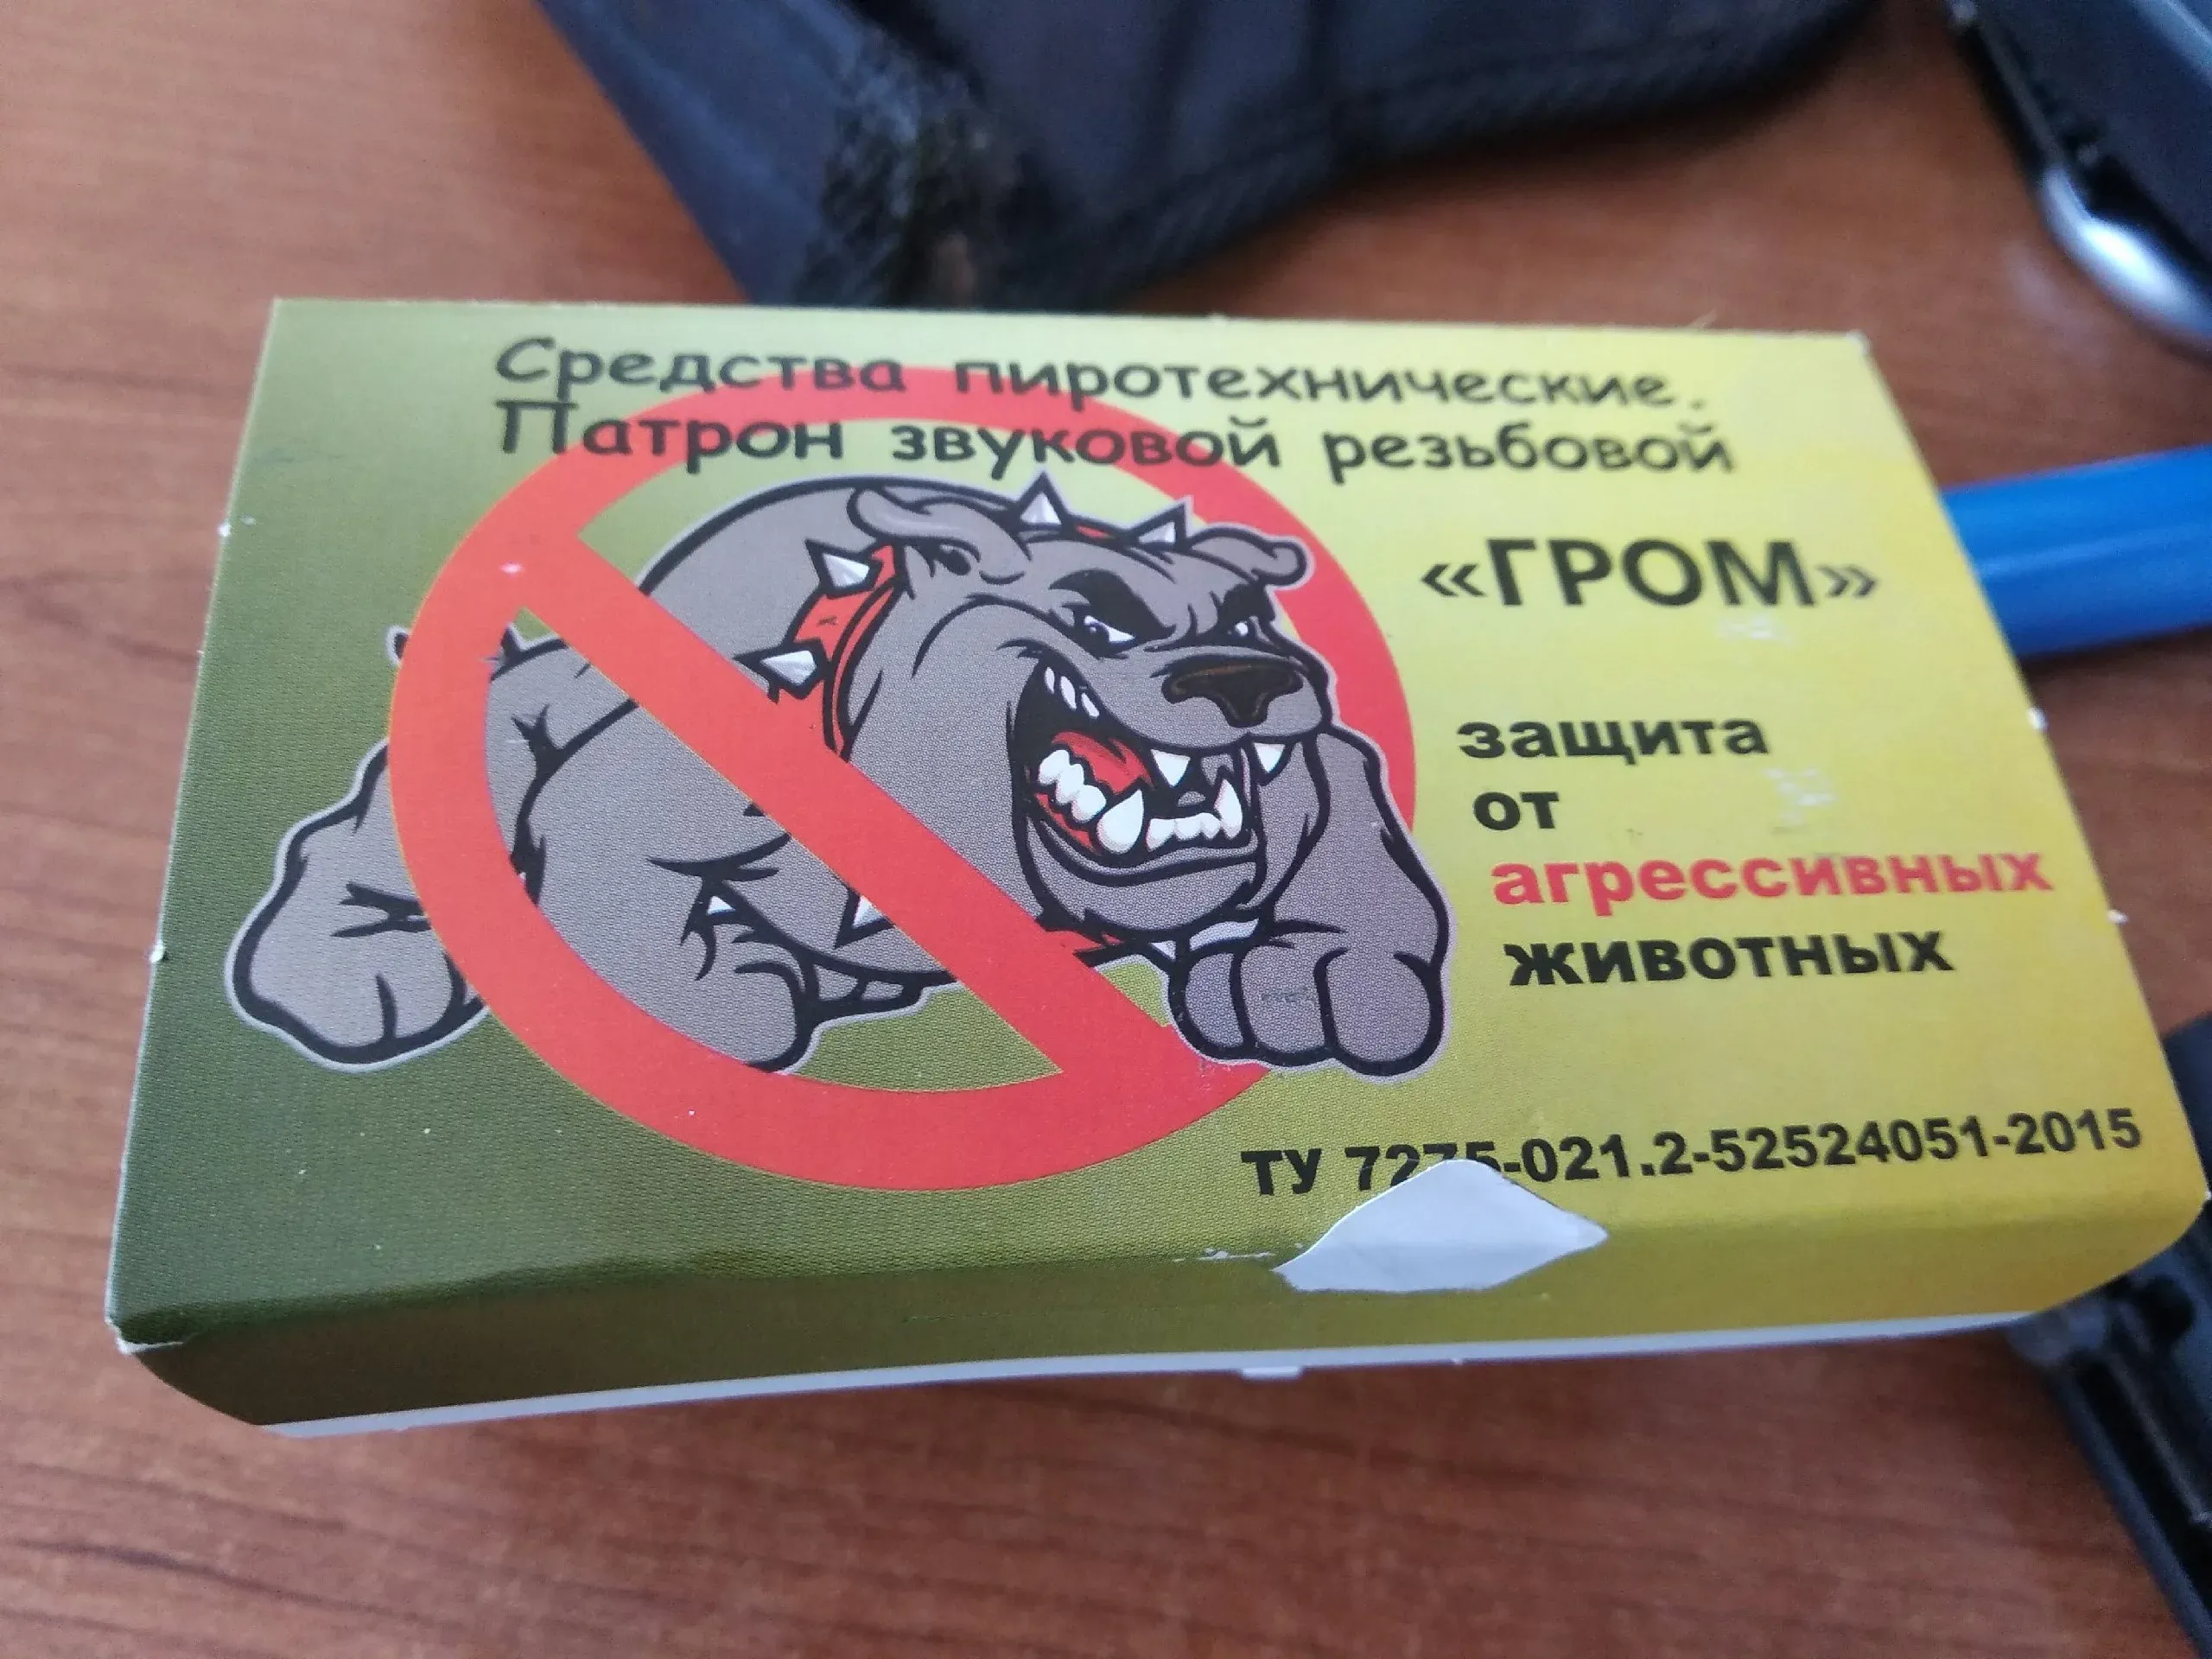 Средства пиротехнические.
Патрон звуковой резьбовой
«ГРОМ»
защита
от
агрессивных
животных
ТУ 7275-021.2-52524051-2015